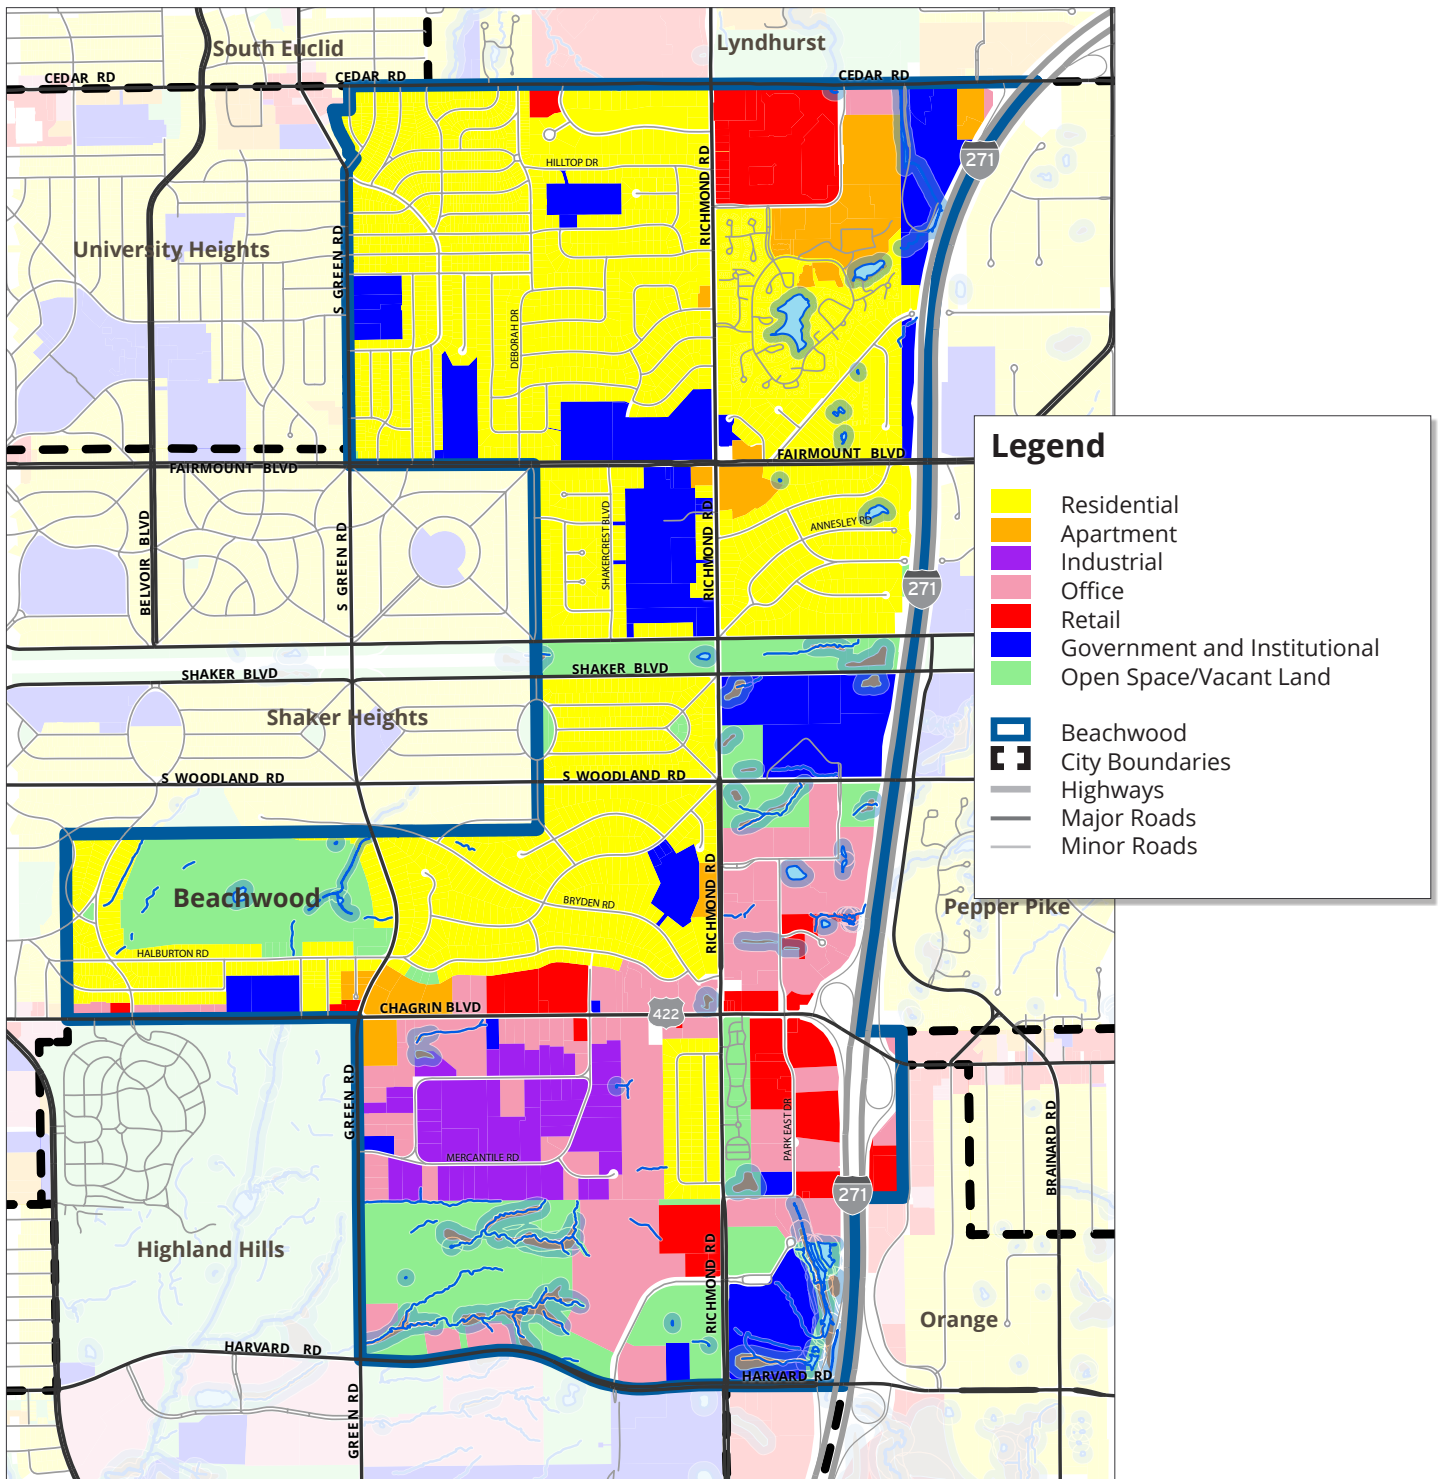 South Euclid
Lyndhurst
CEDAR RD
CEDAR RD
CEDAR RD
271
HILLTOP DR
RICHMOND RD
University Heights
S GREEN RD
DEBORAH DR
FAIRMOUNT BLVD
FAIRMOUNT BLVD
Legend
Residential
Apartment
Industrial
Office
Retail
Government and Institutional
Open Space/Vacant Land
Beachwood
City Boundaries
Highways
Major Roads
Minor Roads
BELVOIR BLVD
S GREEN RD
SHAKERCREST BLVD
RICHMOND RD
ANNESLEY RD
271
SHAKER BLVD
SHAKER BLVD
Shaker Heights
S WOODLAND RD
S WOODLAND RD
Beachwood
BRYDEN RD
RICHMOND RD
Pepper Pike
HALBURTON RD
CHAGRIN BLVD
422
GREEN RD
MERCANTILE RD
PARK EAST DR
BRAINARD RD
271
Highland Hills
RICHMOND RD
Orange
HARVARD RD
HARVARD RD
GREEN RD